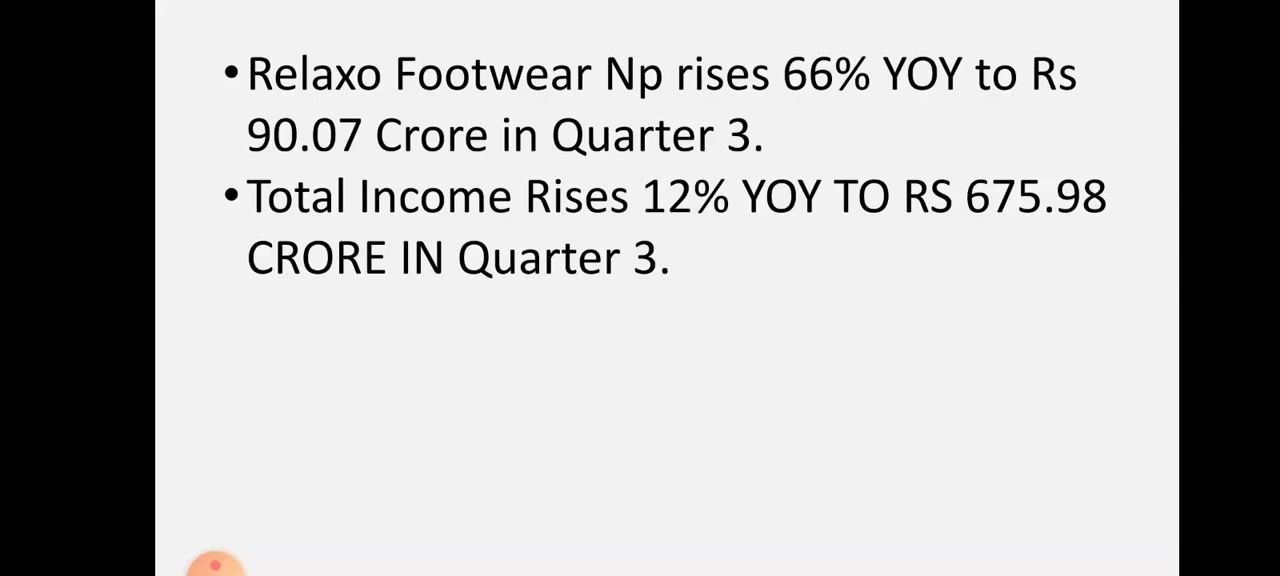 •Relaxo Footwear Np rises 66% YOY to Rs
90.07 Crore in Quarter 3.
•Total Income Rises 12% YOY TO RS 675.98
CRORE IN Quarter 3.